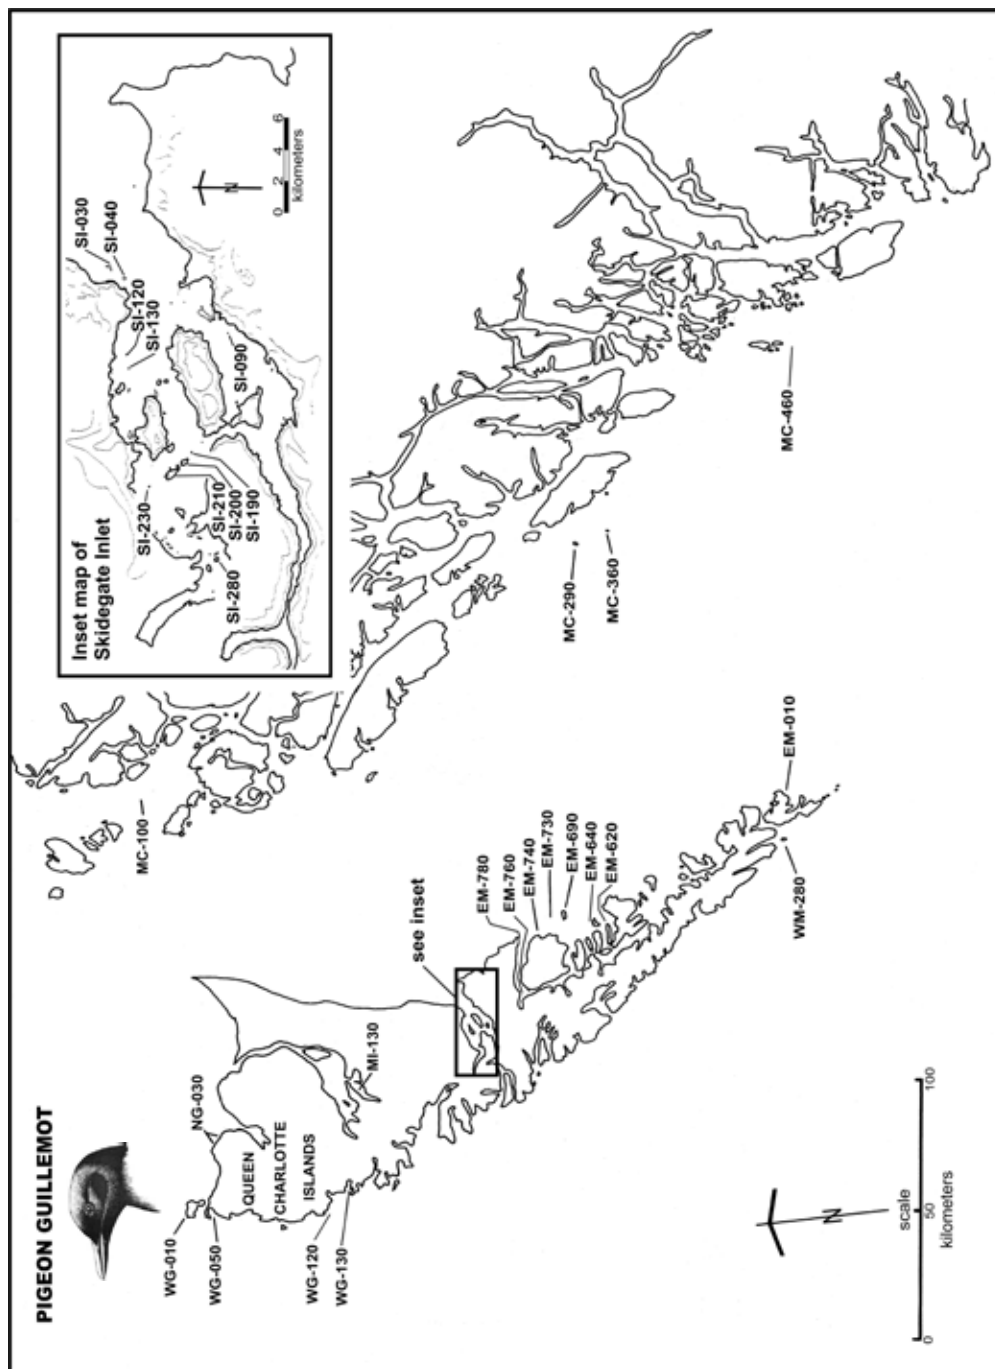 PIGEON GUILLEMOT
Inset map of
Skidegate Inlet
SI-030
SI-040
SI-120
SI-130
SI-090
SI-230
SI-210
SI-200
SI-190
SI-280
N
0 2 4 6
kilometers
MC-100
MC-290
MC-360
MC-460
WG-010
WG-050
NG-030
MI-130
QUEEN
CHARLOTTE
ISLANDS
WG-120
WG-130
see inset
EM-780
EM-760
EM-740
EM-730
EM-690
EM-640
EM-620
EM-010
WM-280
N
scale
0 50 100
kilometers